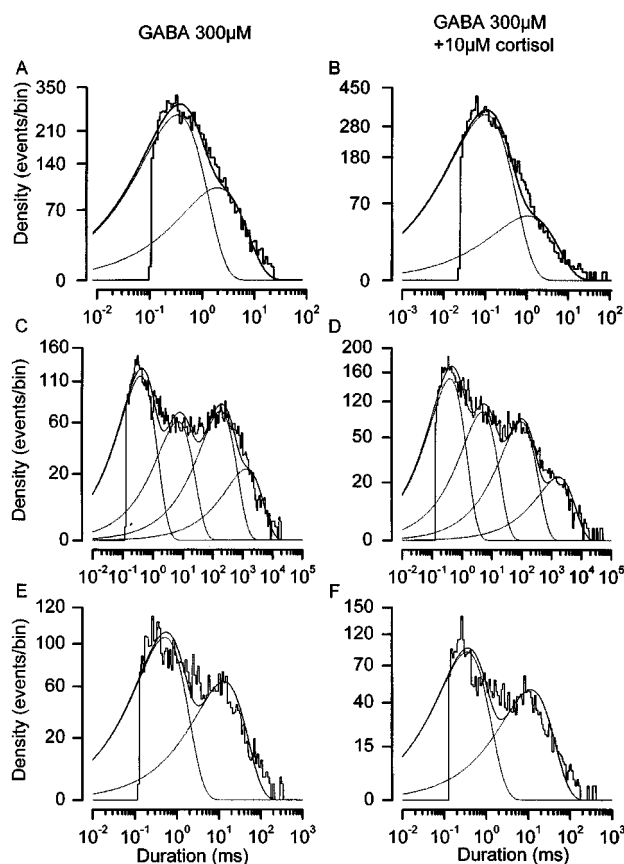 GABA 300µM
GABA 300µM
+10µM cortisol
A
350
210
140
70
0
10-2 10-1 100 101 102
Density (events/bin)
B
450
280
180
70
0
10-3 10-2 10-1 100 101 102
C
160
110
60
20
0
10-2 10-1 100 101 102 103 104 105
Density (events/bin)
D
200
160
120
50
20
0
10-2 10-1 100 101 102 103 104 105
E
120
100
60
20
0
10-2 10-1 100 101 102 103
Density (events/bin)
Duration (ms)
F
150
120
70
40
15
0
10-2 10-1 100 101 102 103
Duration (ms)